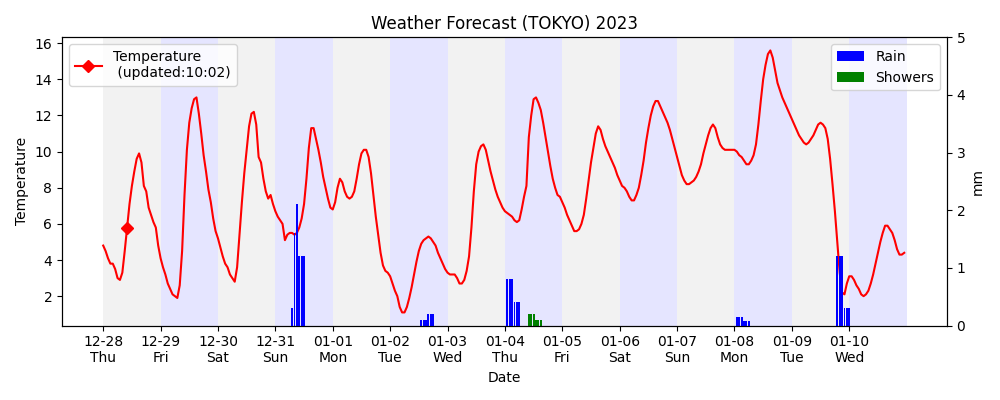 Weather Forecast (TOKYO) 2023
Temperature
(updated:10:02)
Rain
Showers
16
14
12
10
8
6
4
2
Temperature
5
4
3
2
1
0
mm
12-28 12-29 12-30 12-31 01-01 01-02 01-03 01-04 01-05 01-06 01-07 01-08 01-09 01-10
Thu Fri Sat Sun Mon Tue Wed Thu Fri Sat Sun Mon Tue Wed
Date